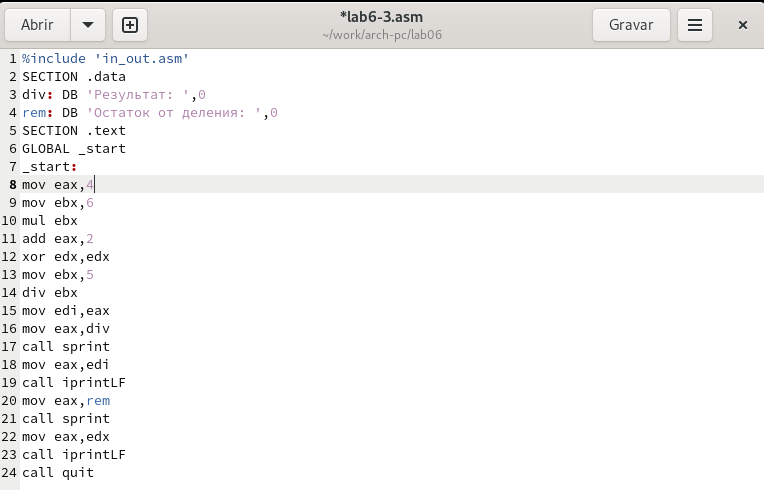 Abrir
*lab6-3.asm
~/work/arch-pc/lab06
Gravar
1 %include 'in_out.asm'
2 SECTION .data
3 div: DB 'Результат: ',0
4 rem: DB 'Остаток от деления: ',0
5 SECTION .text
6 GLOBAL _start
7 _start:
8 mov eax,4
9 mov ebx,6
10 mul ebx
11 add eax,2
12 xor edx,edx
13 mov ebx,5
14 div ebx
15 mov edi,eax
16 mov eax,div
17 call sprint
18 mov eax,edi
19 call iprintLF
20 mov eax,rem
21 call sprint
22 mov eax,edx
23 call iprintLF
24 call quit